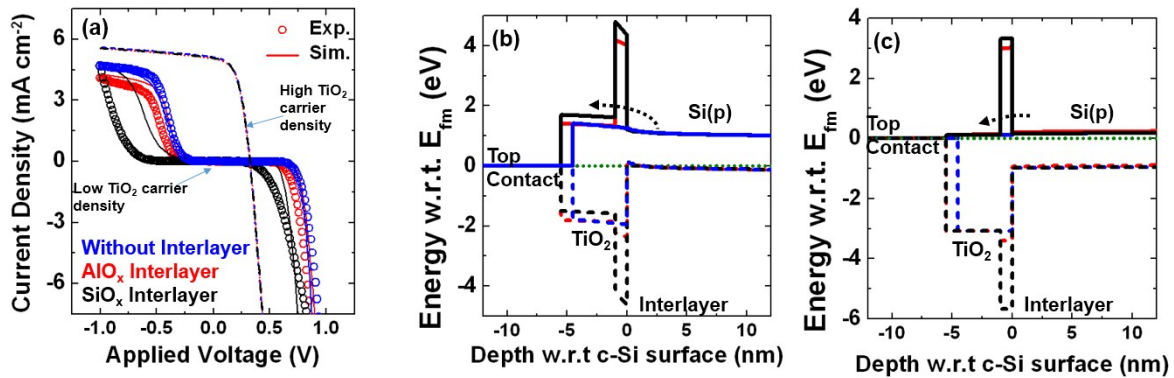 (a)
Exp.
Sim.
High TiO2
carrier
density
Low TiO2 carrier
density
Without Interlayer
AlOx Interlayer
SiOx Interlayer
Current Density (mA cm-2)
6
3
0
-3
-6
-1.0 -0.5 0.0 0.5 1.0
Applied Voltage (V)
(b)
Si(p)
Top
Contact
TiO2
Interlayer
Energy w.r.t. Efm (eV)
4
2
0
-2
-4
-10 -5 0 5 10
Depth w.r.t c-Si surface (nm)
(c)
Si(p)
Top
Contact
TiO2
Interlayer
Energy w.r.t. Efm (eV)
4
2
0
-2
-4
-6
-10 -5 0 5 10
Depth w.r.t c-Si surface (nm)